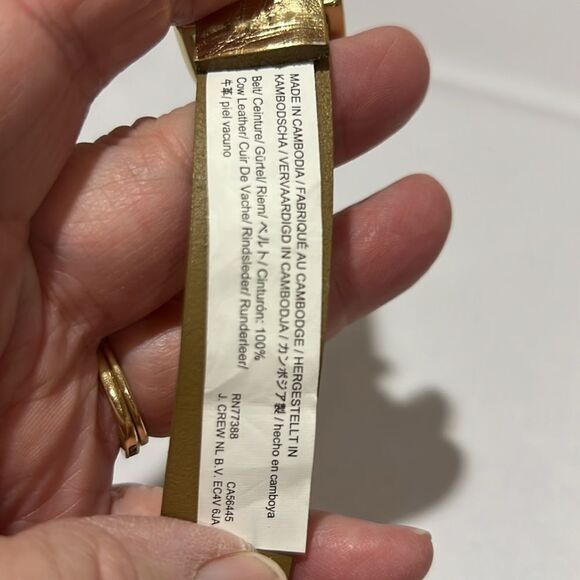 MADE IN CAMBODIA / FABRIQUÉ AU CAMBODGE / HERGESTELLT IN
KAMBODSCHA / VERVAARDIGD IN CAMBODJA / カンボジア製 / hecho en camboya
Belt/ Ceinture/ Gürtel/ Riem/ ベルト/ Cinturón: 100%
Cow Leather/ Cuir De Vache/ Rindsleder/ Runderleer/
牛革/ piel vacuno
RN77388 CA56445
J. CREW NL B.V. EC4V 6JA